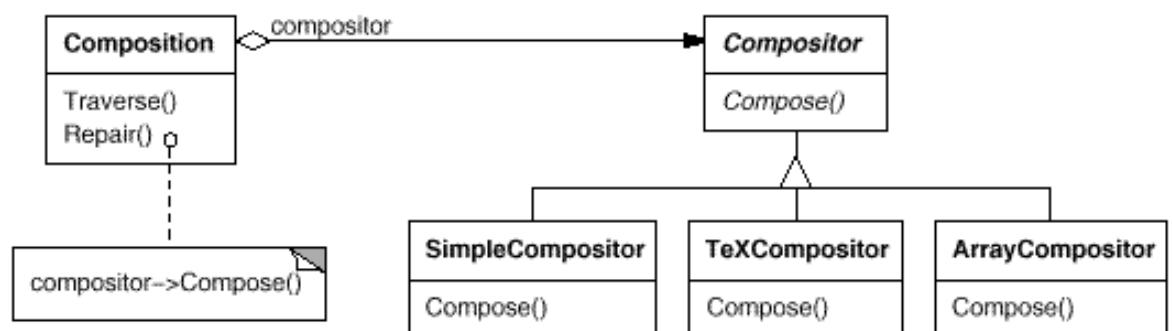 Composition
Traverse()
Repair()
compositor
Compositor
Compose()
compositor->Compose()
SimpleCompositor
Compose()
TeXCompositor
Compose()
ArrayCompositor
Compose()